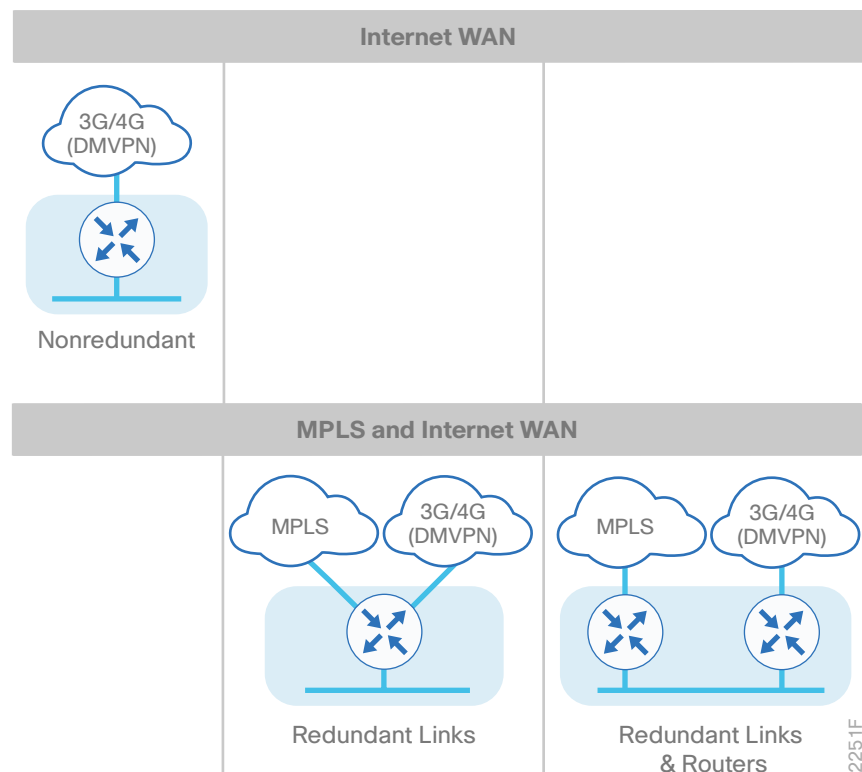 Internet WAN
3G/4G
(DMVPN)
Nonredundant
MPLS and Internet WAN
MPLS
3G/4G
(DMVPN)
Redundant Links
MPLS
3G/4G
(DMVPN)
Redundant Links
& Routers
2251F